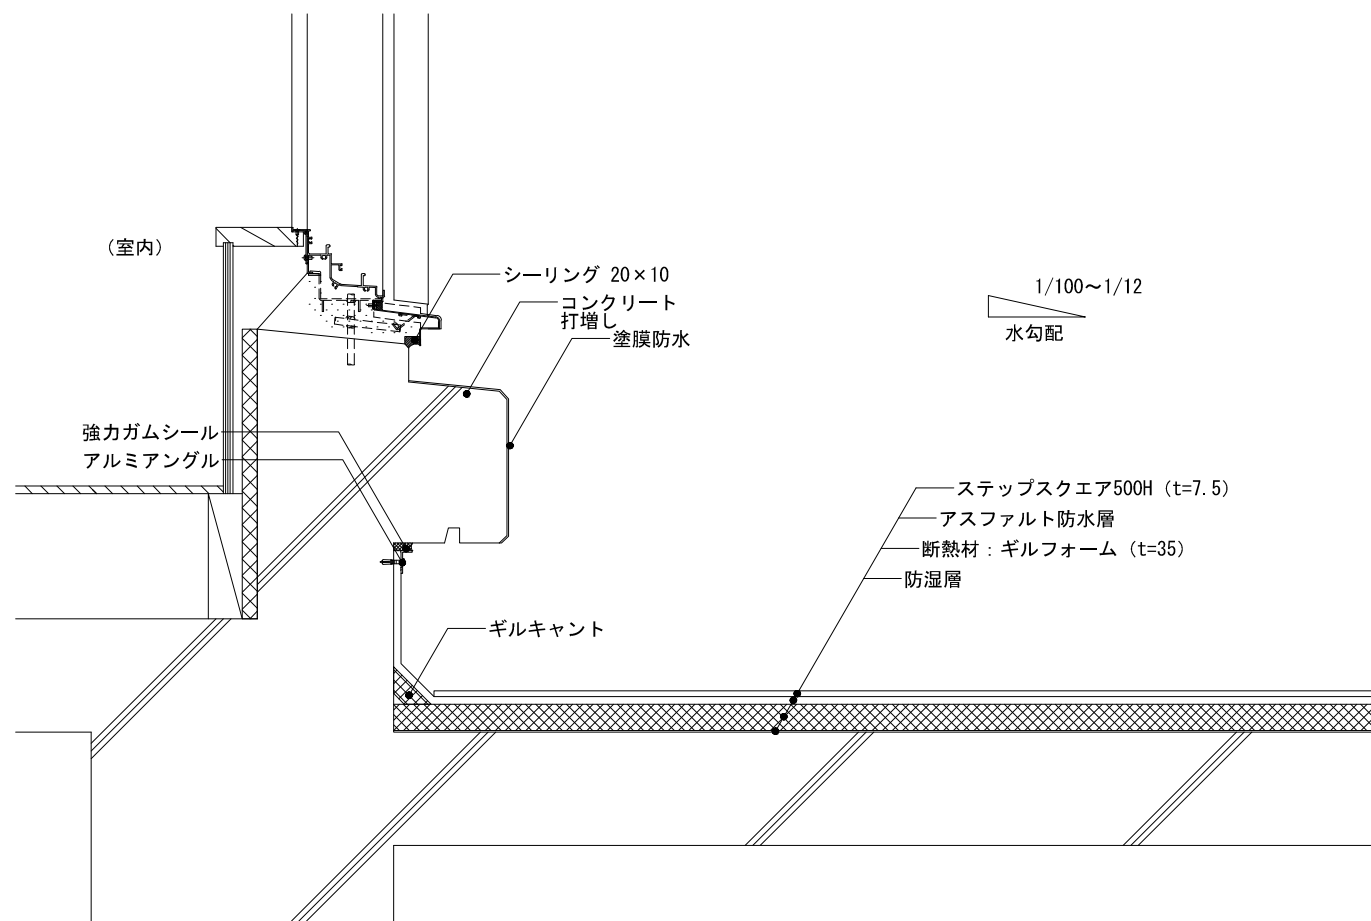 （室内）
シーリング 20×10
コンクリート
打増し
塗膜防水
1/100～1/12
水勾配
強力ガムシール
アルミアングル
ステップスクエア500H（t=7.5）
アスファルト防水層
断熱材：ギルフォーム（t=35）
防湿層
ギルキャント